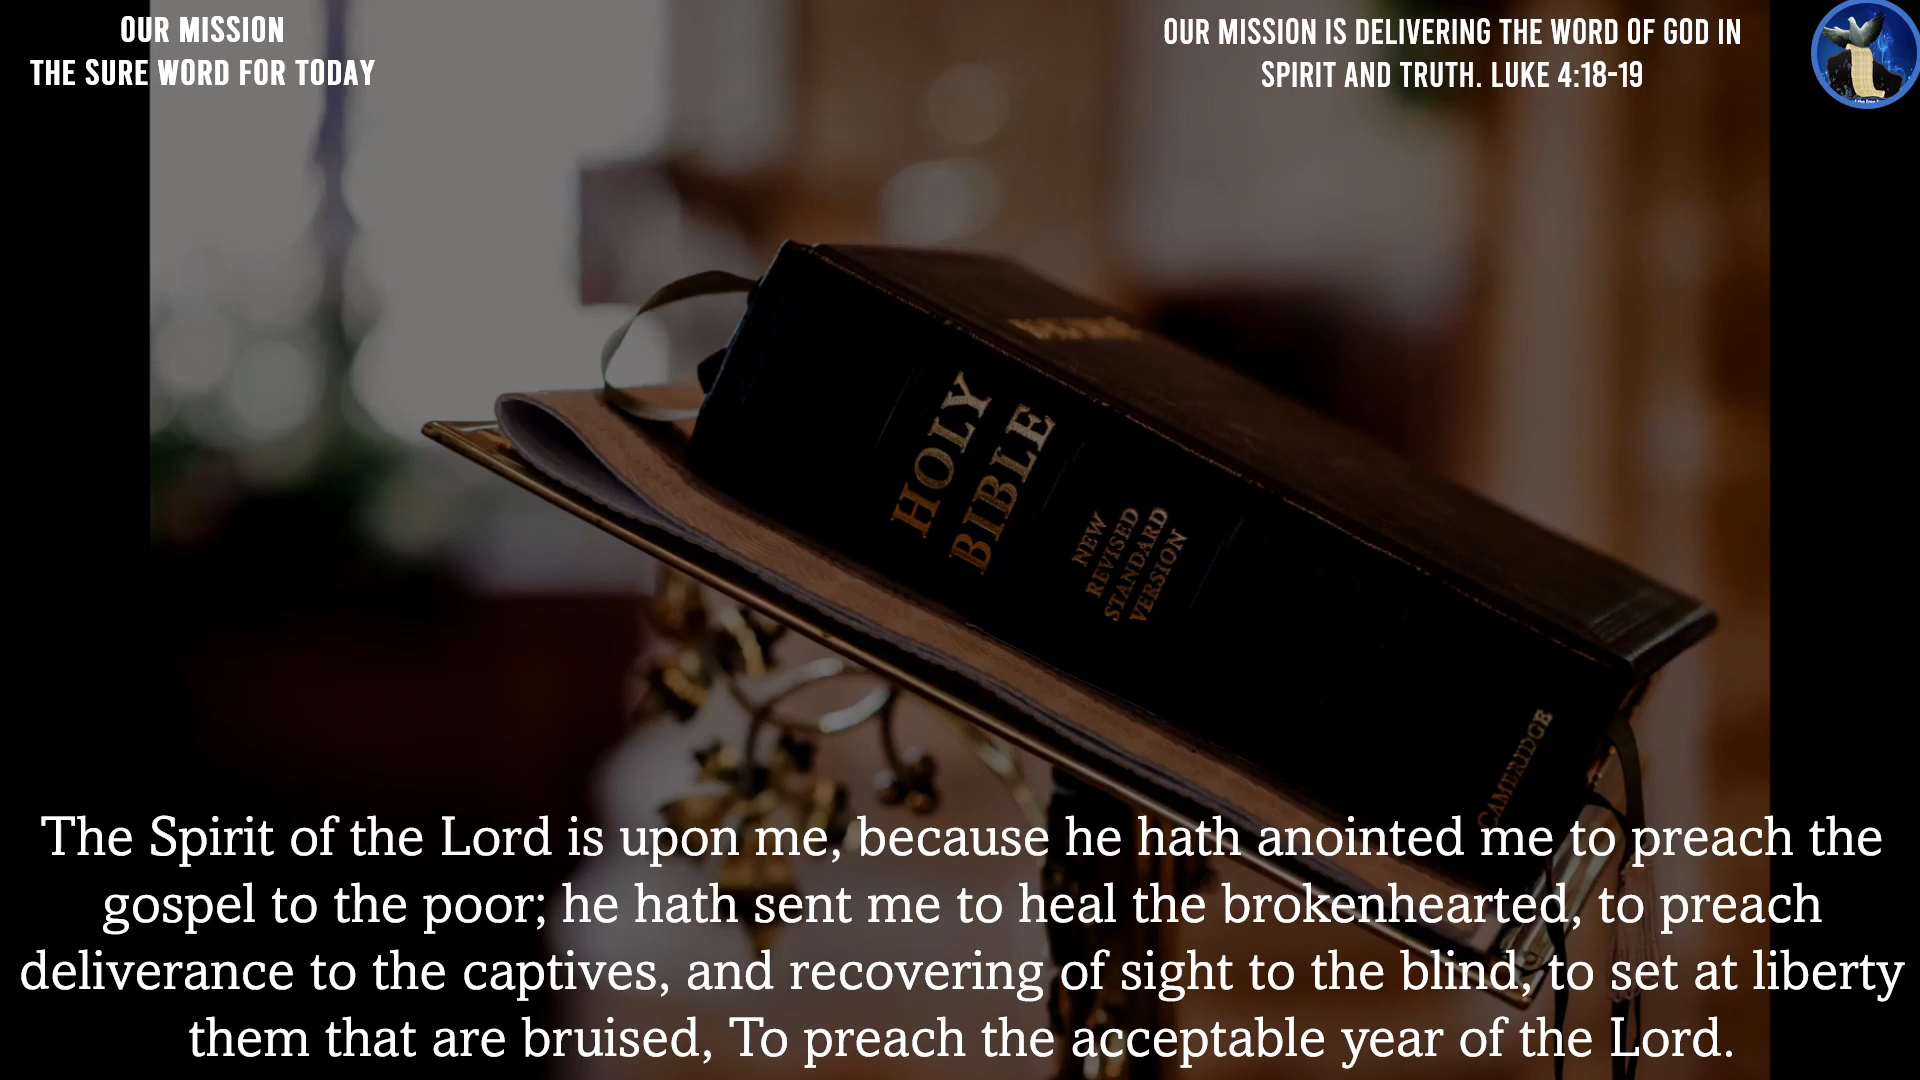 OUR MISSION
THE SURE WORD FOR TODAY
OUR MISSION IS DELIVERING THE WORD OF GOD IN
SPIRIT AND TRUTH. LUKE 4:18-19
HOLY
BIBLE
NEW
REVISED
STANDARD
VERSION
CAMBRIDGE
The Spirit of the Lord is upon me, because he hath anointed me to preach the
gospel to the poor; he hath sent me to heal the brokenhearted, to preach
deliverance to the captives, and recovering of sight to the blind, to set at liberty
them that are bruised, To preach the acceptable year of the Lord.